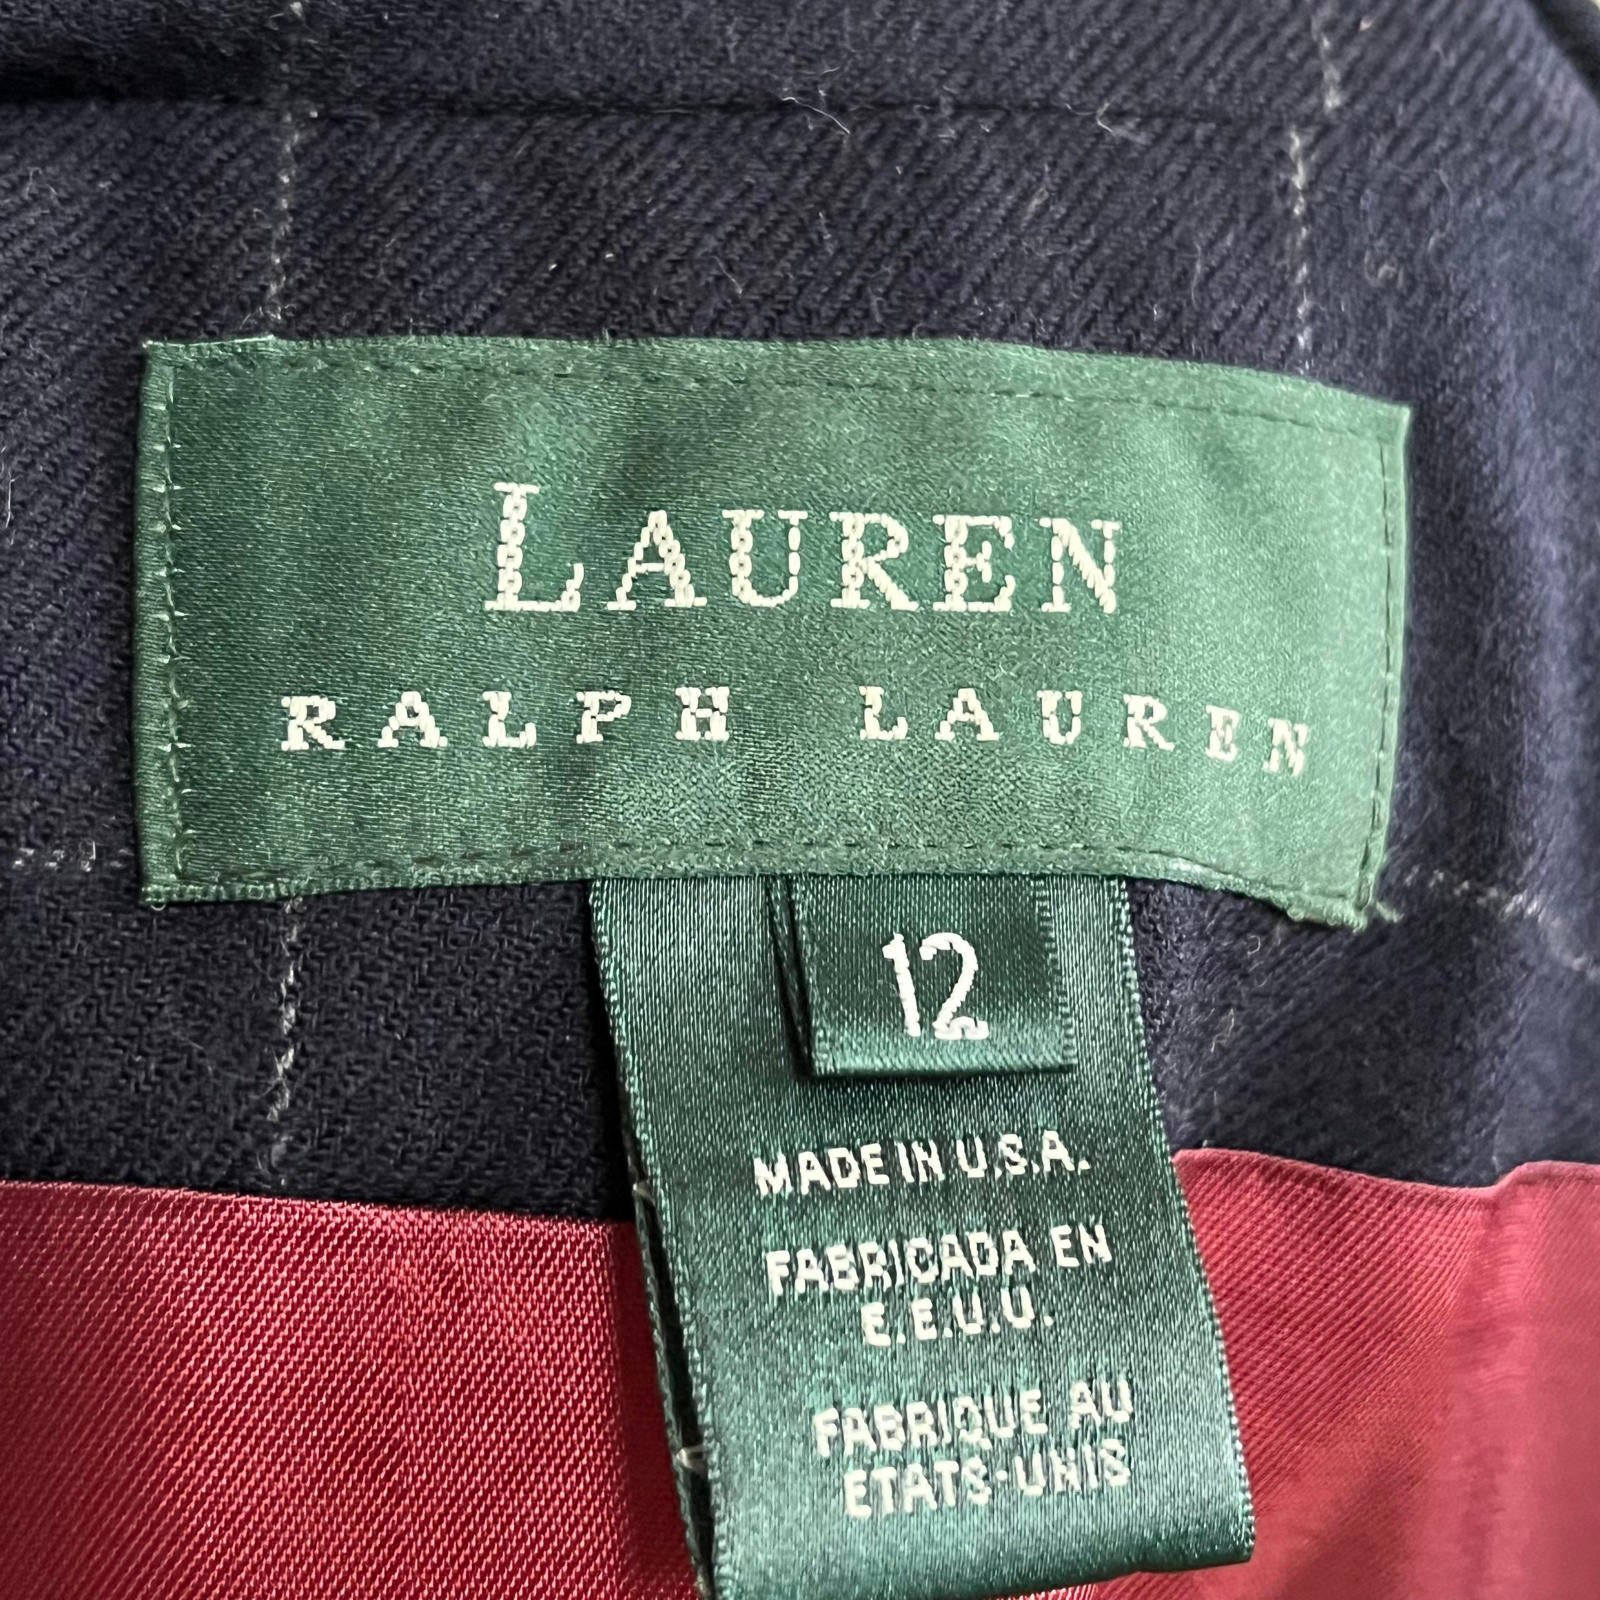 LAUREN
RALPH LAUREN
12
MADE IN U.S.A.
FABRICADA EN
E.E.U.U.
FABRIQUE AU
ETATS-UNIS